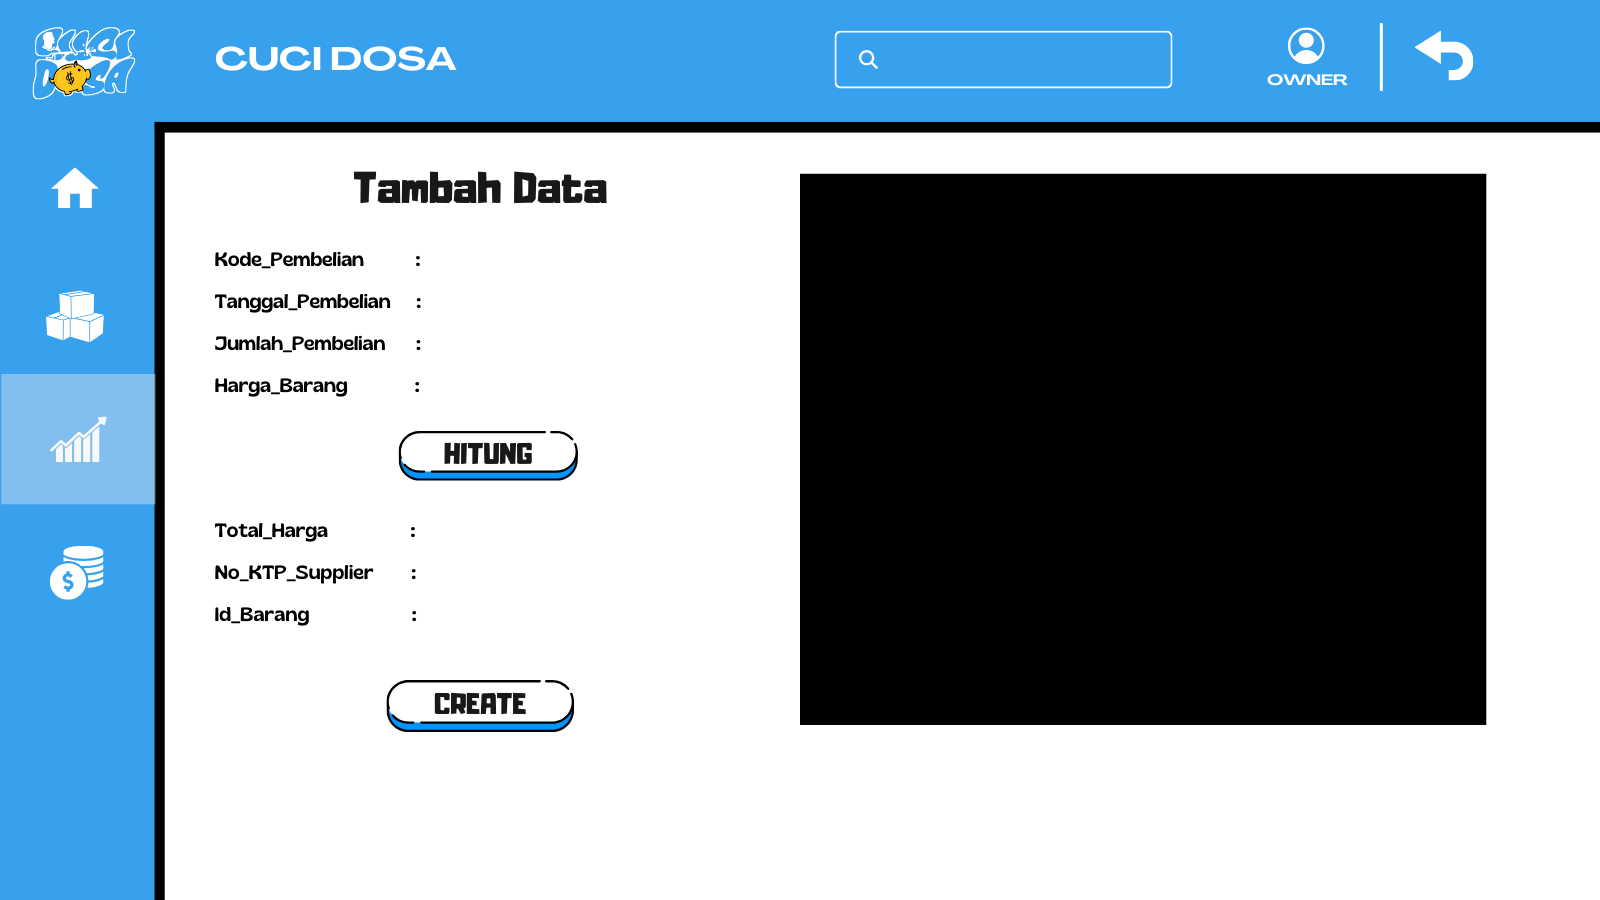 CUCI DOSA
CUCI DOSA
OWNER
Tambah Data
Kode_Pembelian :
Tanggal_Pembelian :
Jumlah_Pembelian :
Harga_Barang :
HITUNG
Total_Harga :
No_KTP_Supplier :
Id_Barang :
CREATE